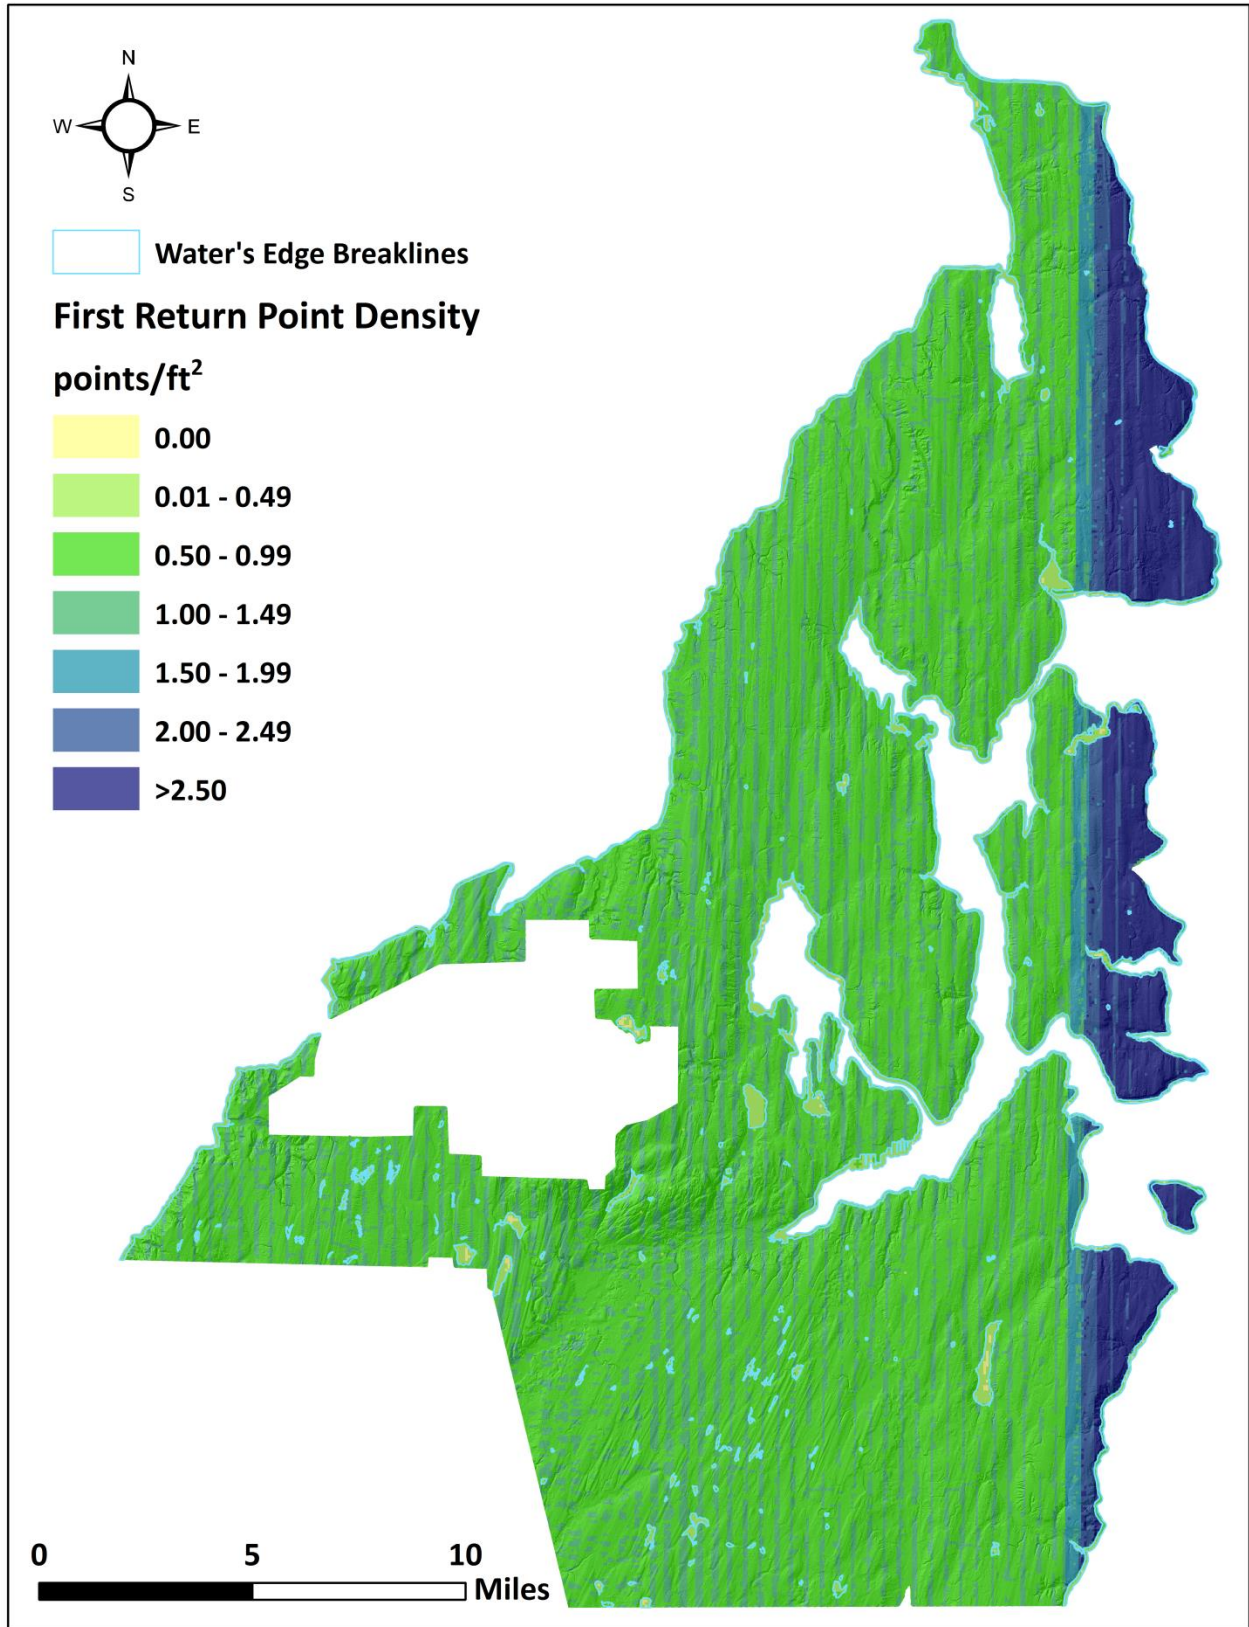 N
W E
S
Water's Edge Breaklines
First Return Point Density
points/ft²
0.00
0.01 - 0.49
0.50 - 0.99
1.00 - 1.49
1.50 - 1.99
2.00 - 2.49
>2.50
0 5 10
Miles